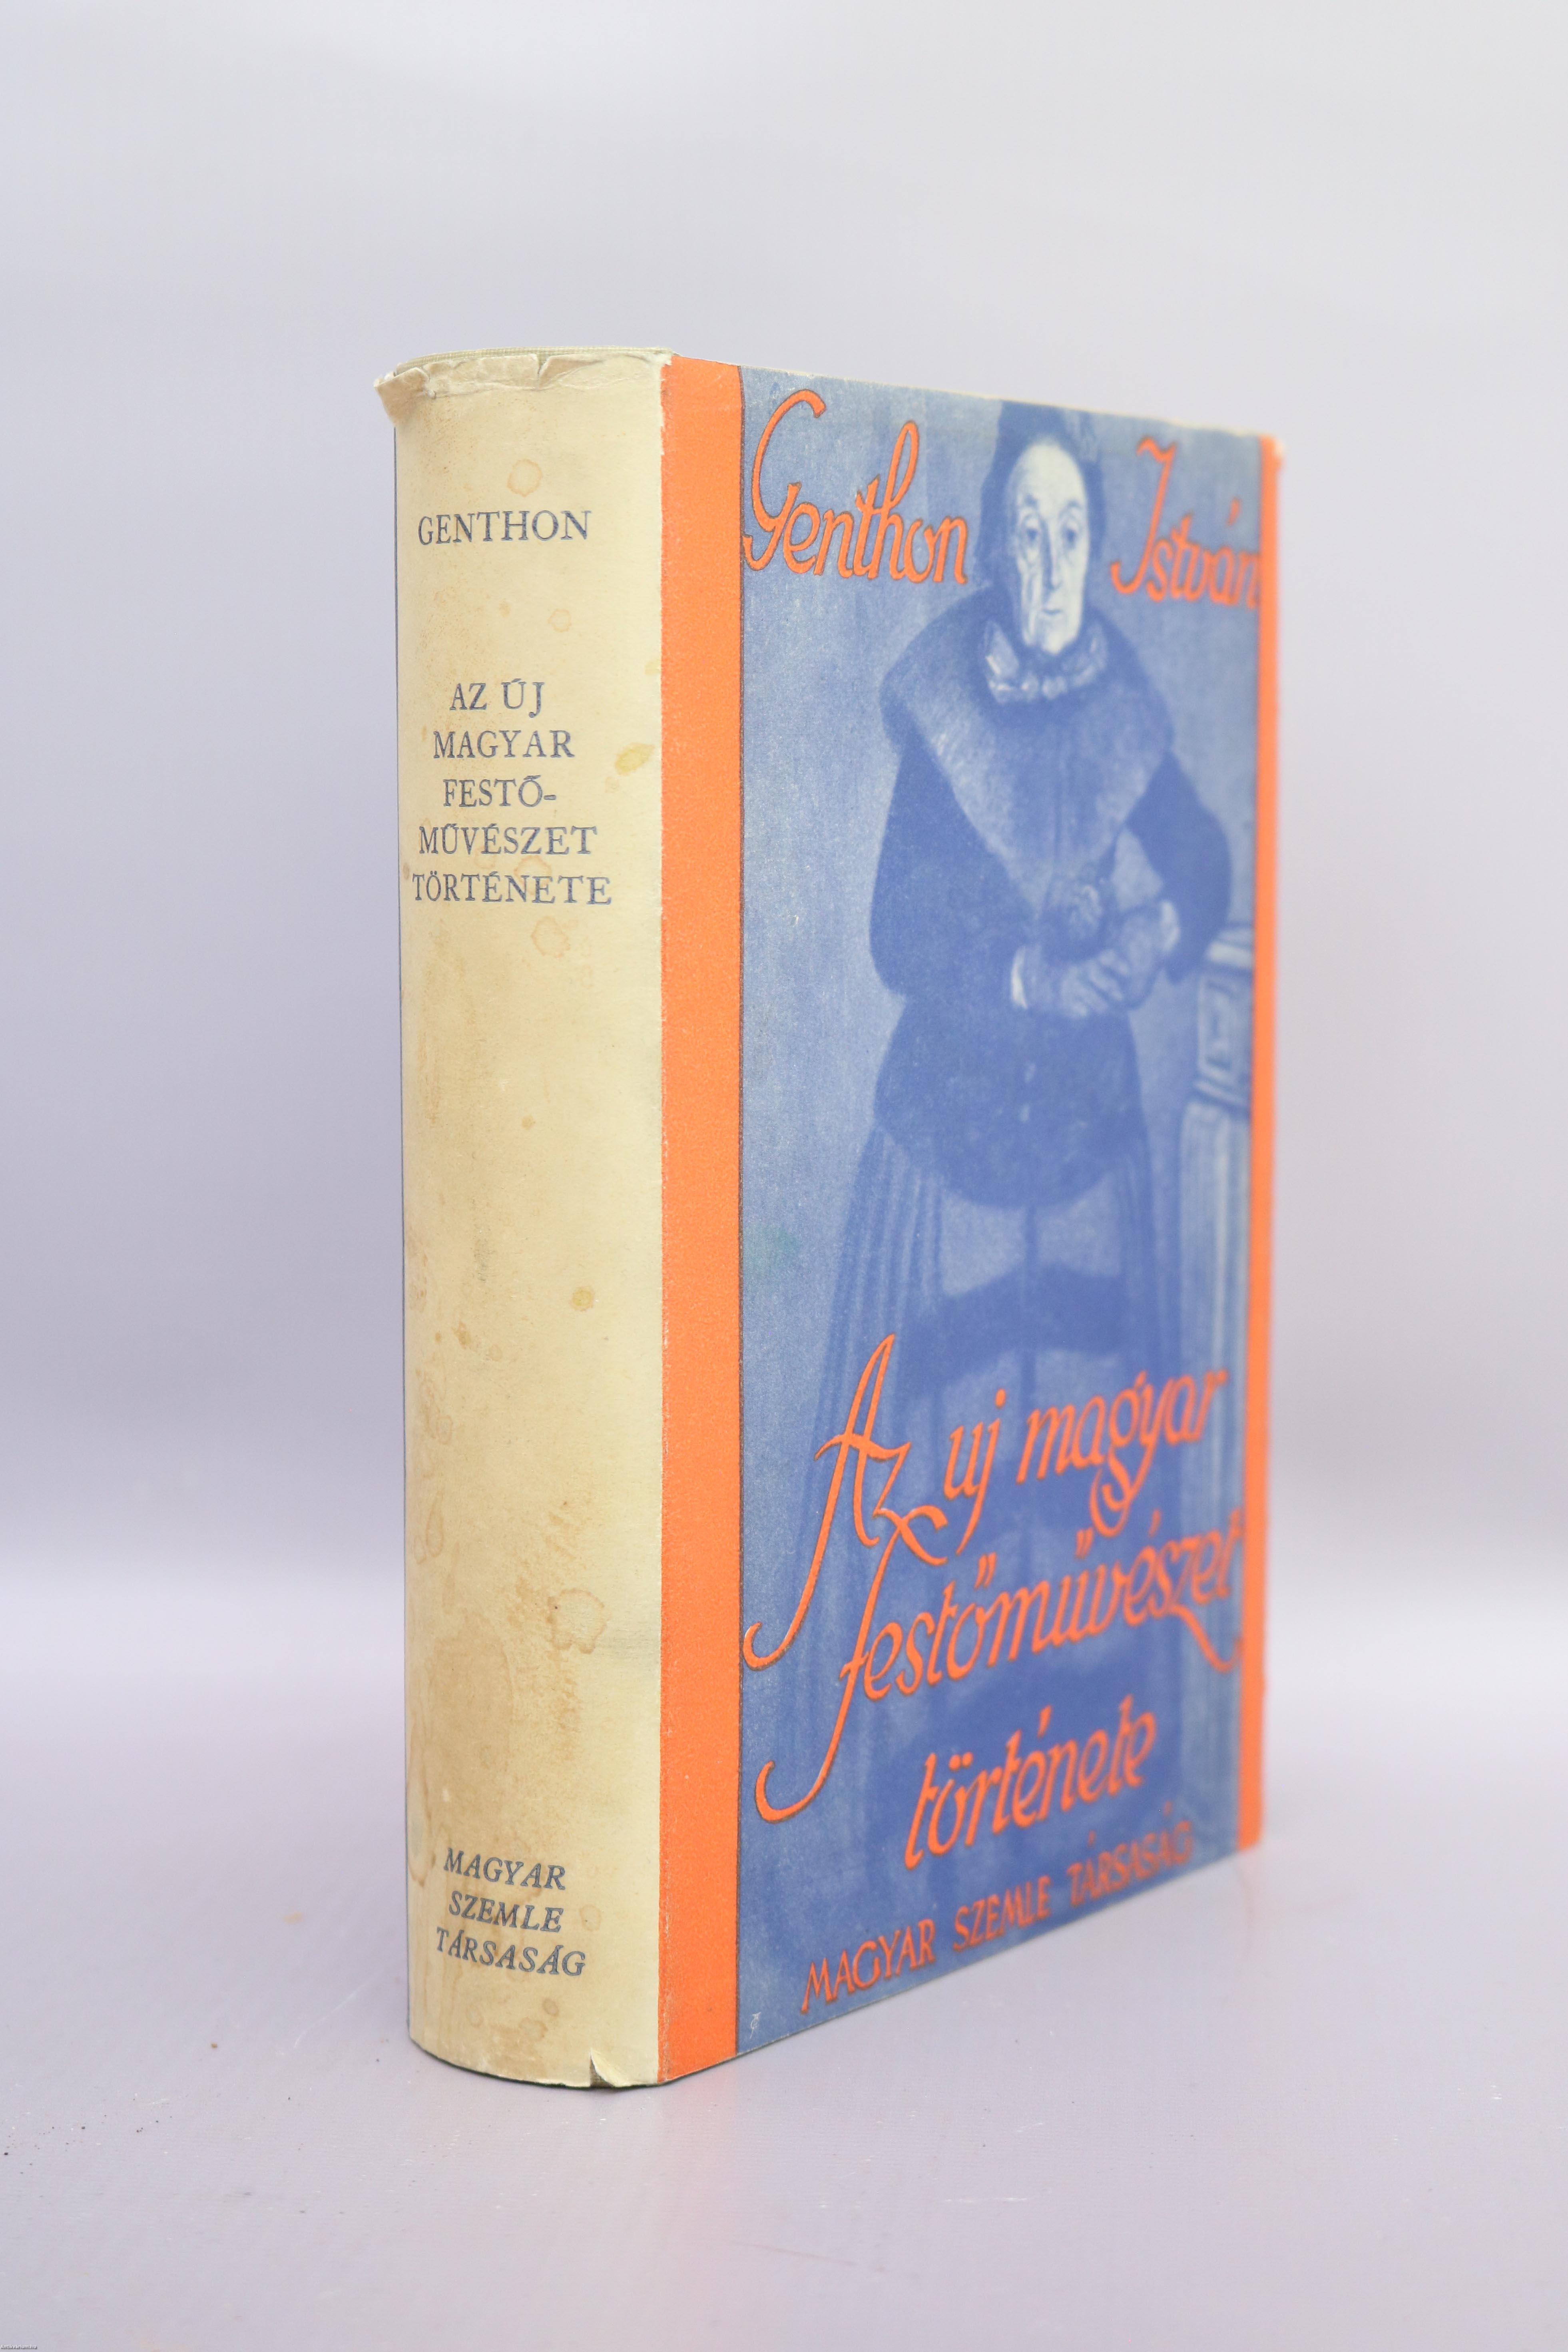 GENTHON
AZ ÚJ
MAGYAR
FESTŐ-
MŰVÉSZET
TÖRTÉNETE
MAGYAR
SZEMLE
TÁRSASÁG
Genthon István
Az uj magyar
festőművészet
története
MAGYAR SZEMLE TÁRSASÁG